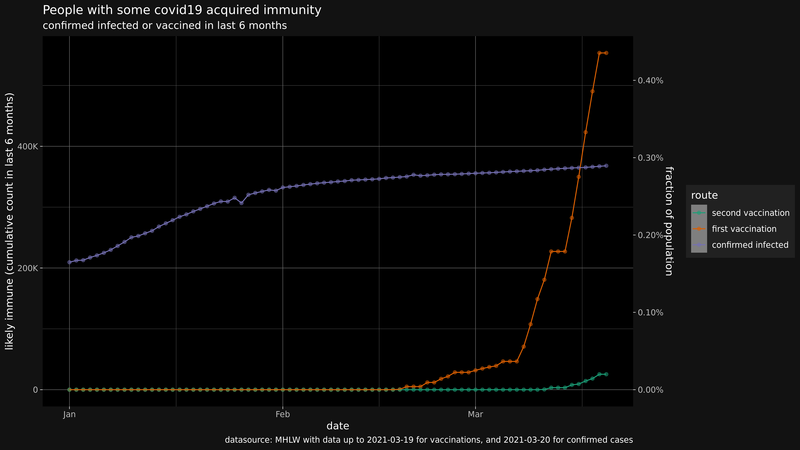 People with some covid19 acquired immunity
confirmed infected or vaccined in last 6 months
likely immune (cumulative count in last 6 months)
400K
200K
0
0.40%
0.30%
0.20%
0.10%
0.00%
fraction of population
Jan
Feb
Mar
date
route
second vaccination
first vaccination
confirmed infected
datasource: MHLW with data up to 2021-03-19 for vaccinations, and 2021-03-20 for confirmed cases